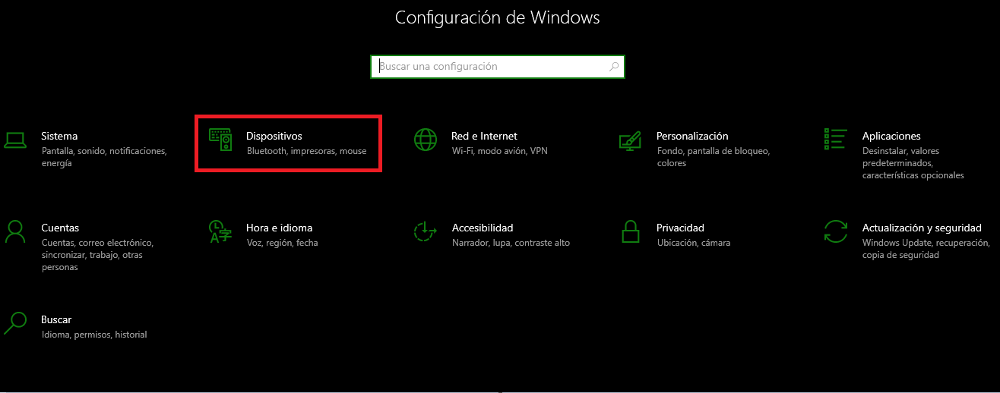 Configuración de Windows
Buscar una configuración
Sistema
Pantalla, sonido, notificaciones,
energía
Dispositivos
Bluetooth, impresoras, mouse
Red e Internet
Wi-Fi, modo avión, VPN
Personalización
Fondo, pantalla de bloqueo,
colores
Aplicaciones
Desinstalar, valores
predeterminados,
características opcionales
Cuentas
Cuentas, correo electrónico,
sincronizar, trabajo, otras
personas
Hora e idioma
Voz, región, fecha
Accesibilidad
Narrador, lupa, contraste alto
Privacidad
Ubicación, cámara
Actualización y seguridad
Windows Update, recuperación,
copia de seguridad
Buscar
Idioma, permisos, historial